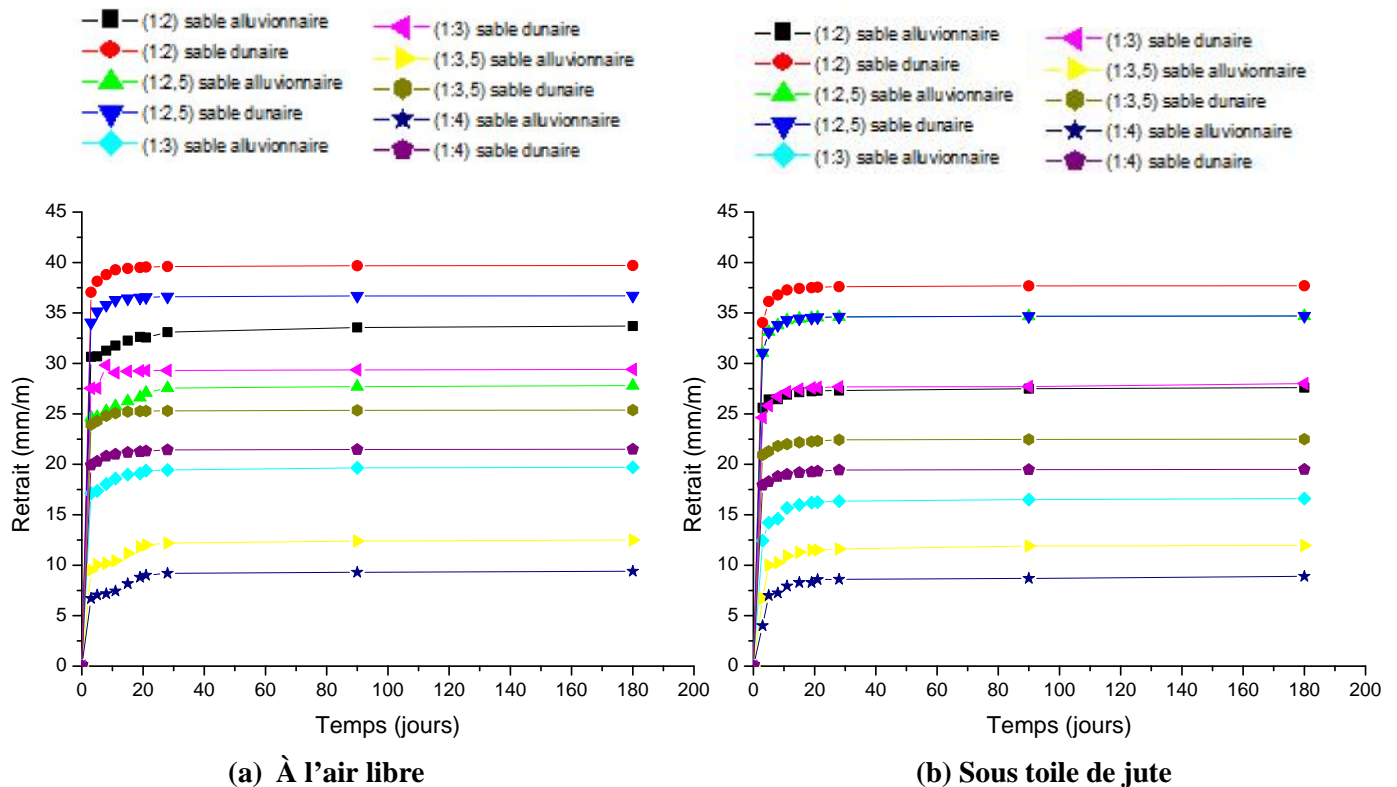 (1:2) sable alluvionnaire
(1:2) sable dunaire
(1:2,5) sable alluvionnaire
(1:2,5) sable dunaire
(1:3) sable alluvionnaire
(1:3) sable dunaire
(1:3,5) sable alluvionnaire
(1:3,5) sable dunaire
(1:4) sable alluvionnaire
(1:4) sable dunaire
45
40
35
30
25
20
15
10
5
0
Retrait (mm/m)
0 20 40 60 80 100 120 140 160 180 200
Temps (jours)
(a) À l’air libre
(1:2) sable alluvionnaire
(1:2) sable dunaire
(1:2,5) sable alluvionnaire
(1:2,5) sable dunaire
(1:3) sable alluvionnaire
(1:3) sable dunaire
(1:3,5) sable alluvionnaire
(1:3,5) sable dunaire
(1:4) sable alluvionnaire
(1:4) sable dunaire
45
40
35
30
25
20
15
10
5
0
Retrait (mm/m)
0 20 40 60 80 100 120 140 160 180 200
Temps (jours)
(b) Sous toile de jute